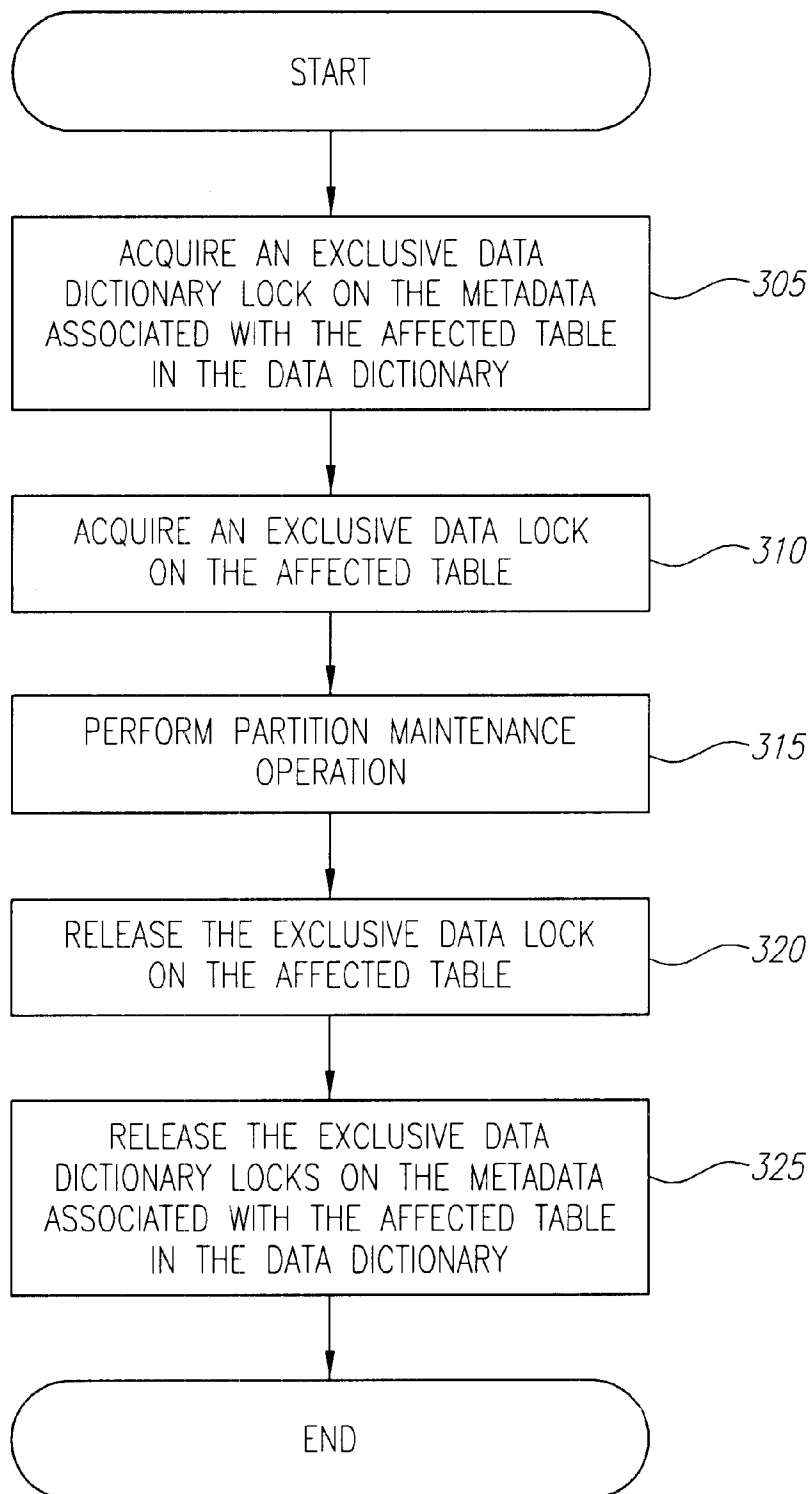 START
ACQUIRE AN EXCLUSIVE DATA
DICTIONARY LOCK ON THE METADATA
ASSOCIATED WITH THE AFFECTED TABLE
IN THE DATA DICTIONARY
305
ACQUIRE AN EXCLUSIVE DATA LOCK
ON THE AFFECTED TABLE
310
PERFORM PARTITION MAINTENANCE
OPERATION
315
RELEASE THE EXCLUSIVE DATA LOCK
ON THE AFFECTED TABLE
320
RELEASE THE EXCLUSIVE DATA
DICTIONARY LOCKS ON THE METADATA
ASSOCIATED WITH THE AFFECTED TABLE
IN THE DATA DICTIONARY
325
END